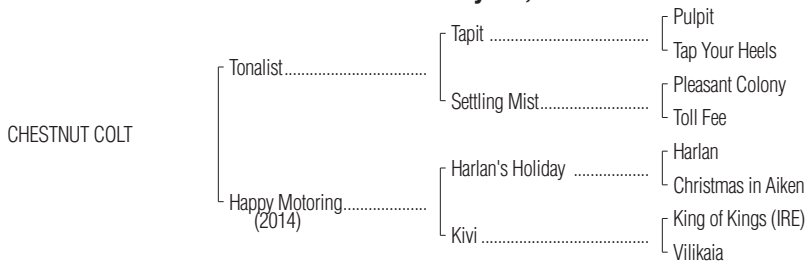 Pulpit
Tapit ..................................................
Tap Your Heels
Tonalist..................................
Pleasant Colony
Settling Mist..................................
Toll Fee
CHESTNUT COLT
Harlan
Harlan's Holiday .......................
Christmas in Aiken
Happy Motoring....................
(2014)
King of Kings (IRE)
Kivi ..................................................
Vilikaia